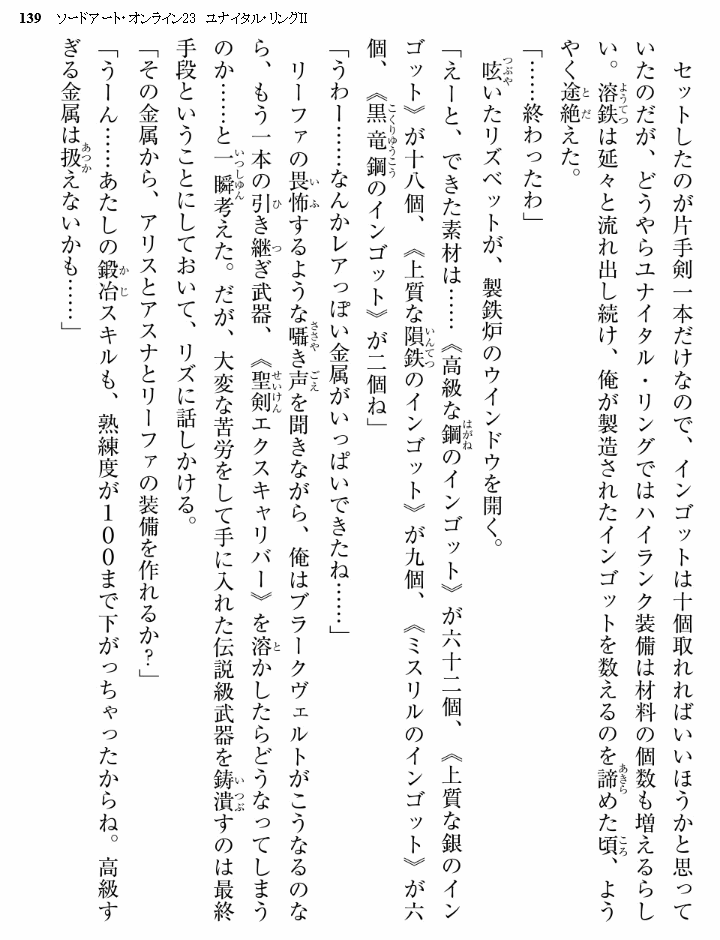 139 ソードアート・オンライン23 ユナイタル・リングⅡ
　セットしたのが片手剣一本だけなので、インゴットは十個取れればいいほうかと思って
いたのだが、どうやらユナイタル・リングではハイランク装備は材料の個数も増えるらし
い。溶鉄は延々と流れ出し続け、俺が製造されたインゴットを数えるのを諦めた頃、よう
やく途絶えた。
「……終わったわ」
　呟いたリズベットが、製鉄炉のウインドウを開く。
「えーと、できた素材は……《高級な鋼のインゴット》が六十二個、《上質な銀のイン
ゴット》が十八個、《上質な隕鉄のインゴット》が九個、《ミスリルのインゴット》が六
個、《黒竜鋼のインゴット》が二個ね」
「うわー……なんかレアっぽい金属がいっぱいできたね……」
　リーファの畏怖するような囁き声を聞きながら、俺はブラークヴェルトがこうなるのな
ら、もう一本の引き継ぎ武器、《聖剣エクスキャリバー》を溶かしたらどうなってしまう
のか……と一瞬考えた。だが、大変な苦労をして手に入れた伝説級武器を鋳潰すのは最終
手段ということにしておいて、リズに話しかける。
「その金属から、アリスとアスナとリーファの装備を作れるか？」
「うーん……あたしの鍛冶スキルも、熟練度が１００まで下がっちゃったからね。高級す
ぎる金属は扱えないかも……」